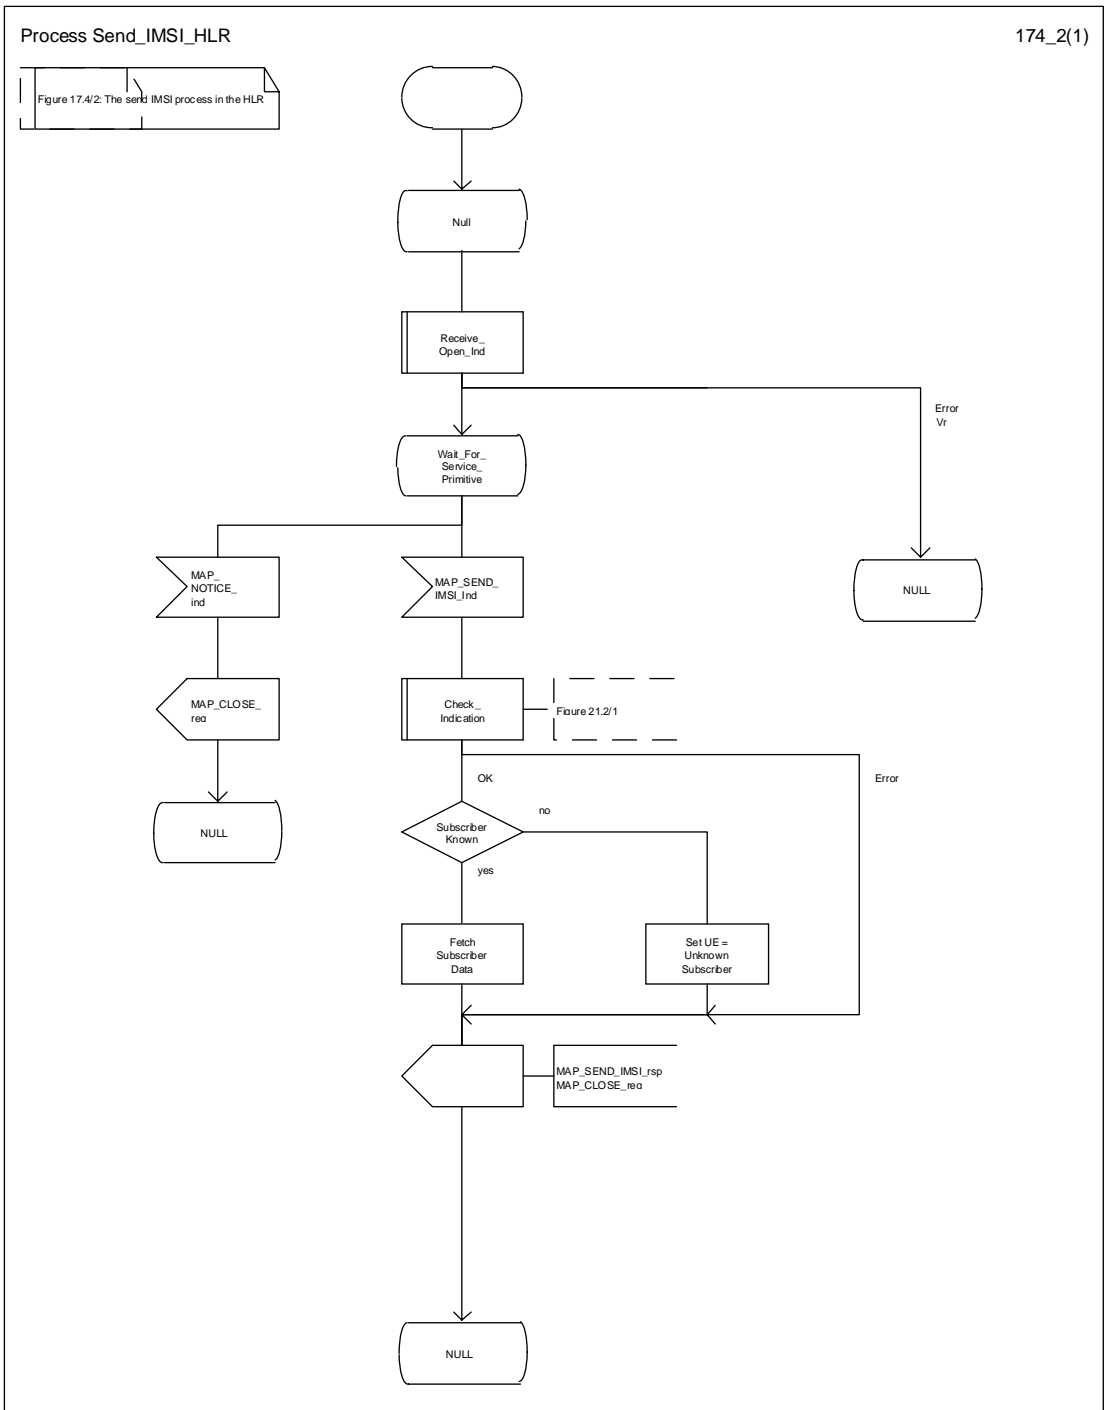 Process Send_IMSI_HLR
174_2(1)
Figure 17.4/2: The send IMSI process in the HLR
Null
Receive_
Open_Ind
Error
Vr
Wait_For_
Service_
Primitive
MAP_
NOTICE_
ind
MAP_SEND_
IMSI_Ind
NULL
MAP_CLOSE_
req
Check_
Indication
Figure 21.2/1
OK
Error
NULL
Subscriber
Known
no
yes
Fetch
Subscriber
Data
Set UE =
Unknown
Subscriber
MAP_SEND_IMSI_rsp
MAP_CLOSE_req
NULL